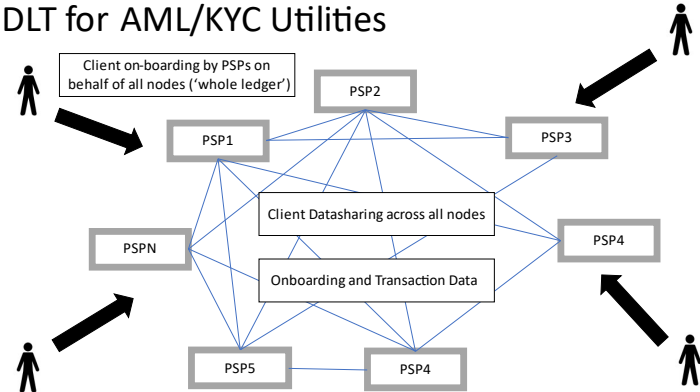 DLT for AML/KYC Utilities
Client on-boarding by PSPs on
behalf of all nodes (‘whole ledger’)
PSP2
PSP1
PSP3
Client Datasharing across all nodes
PSPN
PSP4
Onboarding and Transaction Data
PSP5
PSP4